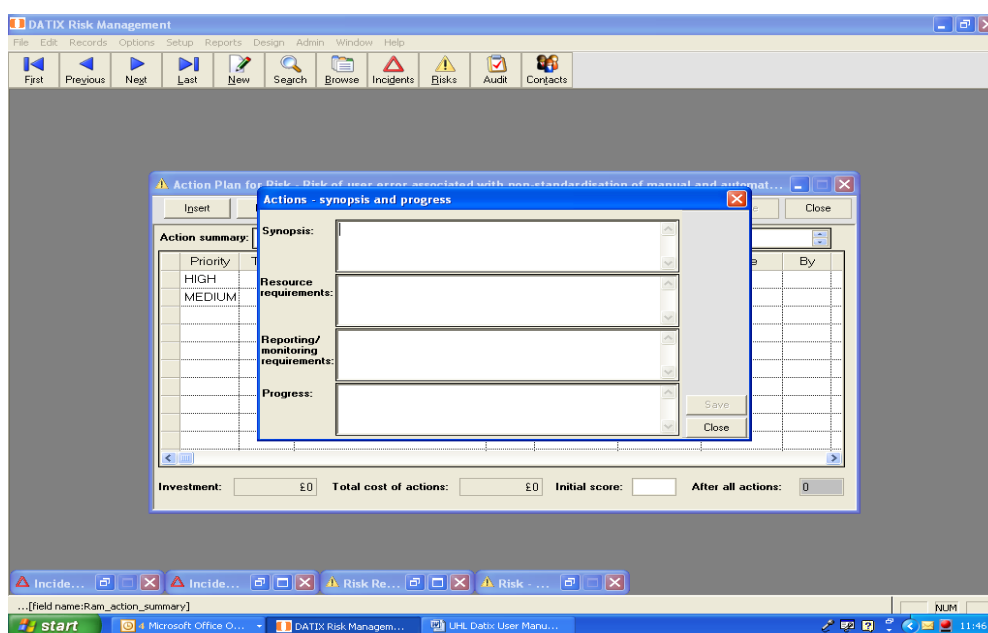 DATIX Risk Management
File Edit Records Options Setup Reports Design Admin Window Help
First Previous Next Last New Search Browse Incidents Risks Audit Contacts
Action Plan for Risk - Risk of user error associated with non-standardisation of manual and automat...
Insert Close
Actions - synopsis and progress
Action summary:
Synopsis:
Priority By
HIGH
MEDIUM
Resource
requirements:
Reporting/
monitoring
requirements:
Progress:
Save
Close
Investment: £0 Total cost of actions: £0 Initial score: After all actions: 0
Incide... Incide... Risk Re... Risk - ...
...[field name:Ram_action_summary] NUM
start 4 Microsoft Office O... DATIX Risk Managem... UHL Datix User Manu... 11:46